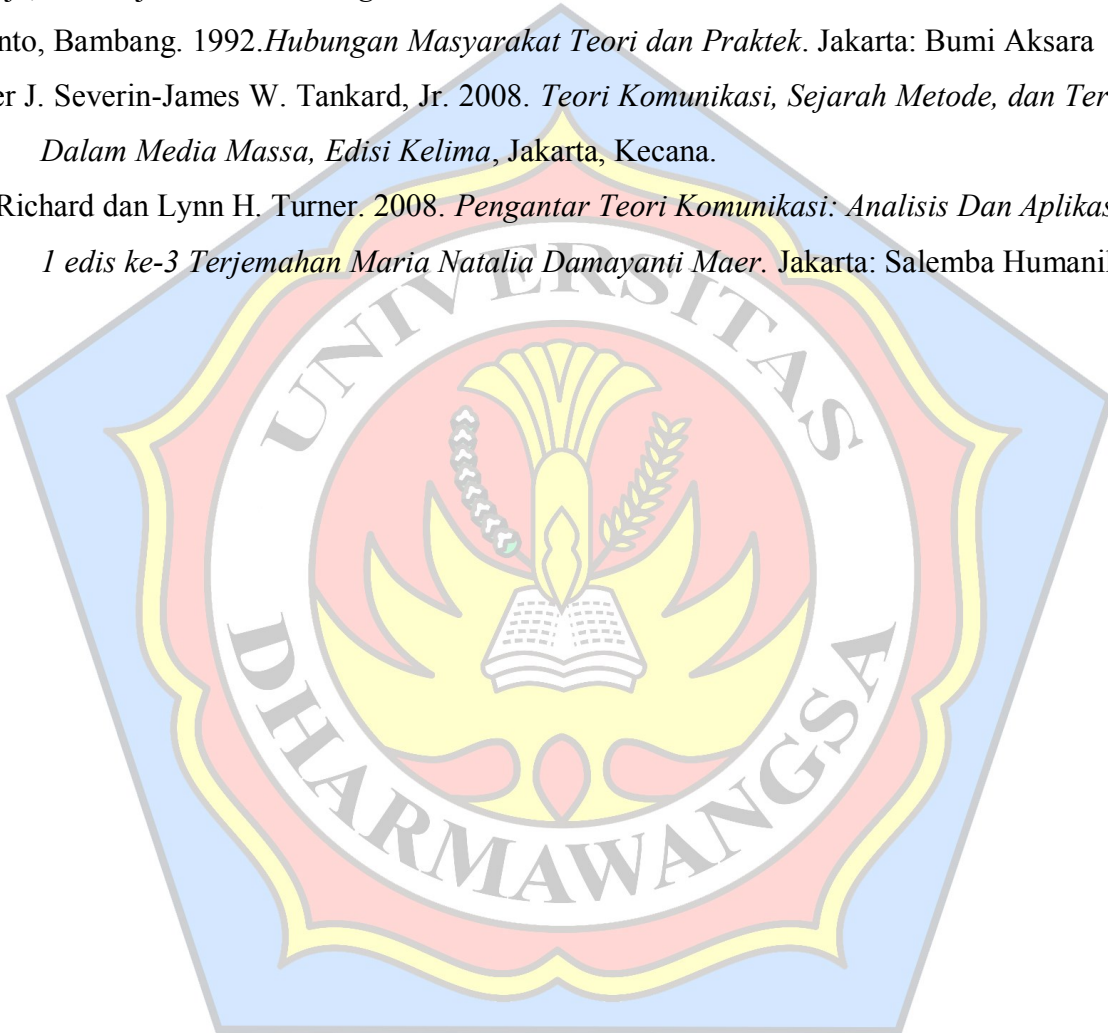 nto, Bambang. 1992.Hubungan Masyarakat Teori dan Praktek. Jakarta: Bumi Aksara
er J. Severin-James W. Tankard, Jr. 2008. Teori Komunikasi, Sejarah Metode, dan Ter
Dalam Media Massa, Edisi Kelima, Jakarta, Kecana.
Richard dan Lynn H. Turner. 2008. Pengantar Teori Komunikasi: Analisis Dan Aplikas
1 edis ke-3 Terjemahan Maria Natalia Damayanti Maer. Jakarta: Salemba Humani
UNIVERSITAS
DHARMAWANGSA